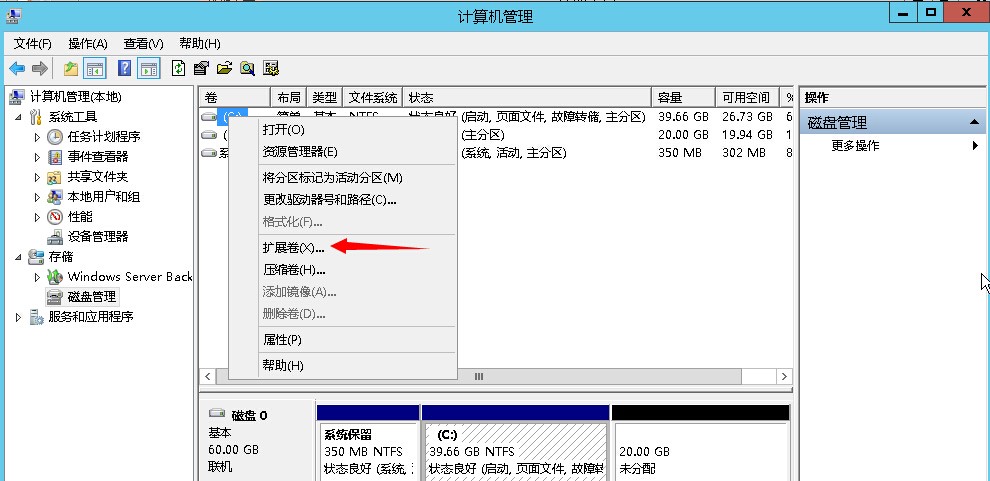 计算机管理
文件(F) 操作(A) 查看(V) 帮助(H)
计算机管理(本地)
系统工具
任务计划程序
事件查看器
共享文件夹
本地用户和组
性能
设备管理器
存储
Windows Server Back
磁盘管理
服务和应用程序
卷 布局 类型 文件系统 状态 容量 可用空间 %
(C:) 简单 基本 NTFS 状态良好 (启动, 页面文件, 故障转储, 主分区) 39.66 GB 26.73 GB 6
(主分区) 20.00 GB 19.94 GB 1
系 (系统, 活动, 主分区) 350 MB 302 MB 8
打开(O)
资源管理器(E)
将分区标记为活动分区(M)
更改驱动器号和路径(C)...
格式化(F)...
扩展卷(X)...
压缩卷(H)...
添加镜像(A)...
删除卷(D)...
属性(P)
帮助(H)
操作
磁盘管理
更多操作
磁盘 0
基本
60.00 GB
联机
系统保留
350 MB NTFS
状态良好 (系统,
(C:)
39.66 GB NTFS
状态良好 (启动, 页面文件, 故障转
20.00 GB
未分配